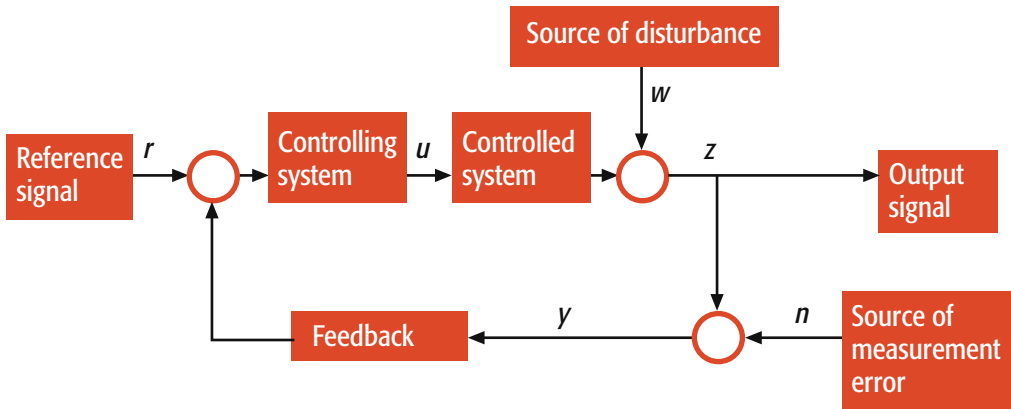 Source of disturbance
w
Reference
signal
r
Controlling
system
u
Controlled
system
z
Output
signal
Feedback
y
n
Source of
measurement
error